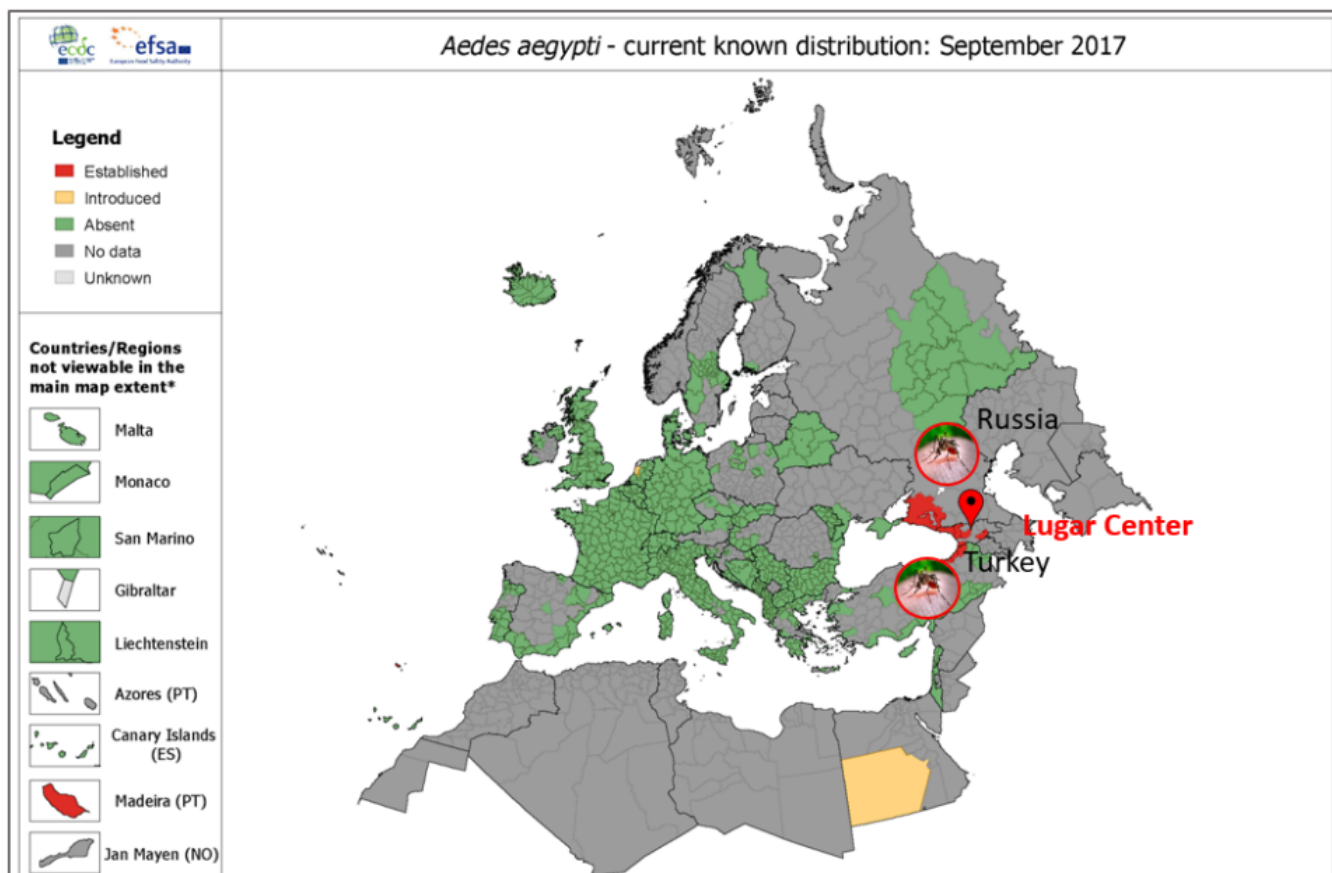 ecdc
efsa
European Food Safety Authority
Aedes aegypti - current known distribution: September 2017
Legend
Established
Introduced
Absent
No data
Unknown
Countries/Regions
not viewable in the
main map extent*
Malta
Monaco
San Marino
Gibraltar
Liechtenstein
Azores (PT)
Canary Islands
(ES)
Madeira (PT)
Jan Mayen (NO)
Russia
Lugar Center
Turkey